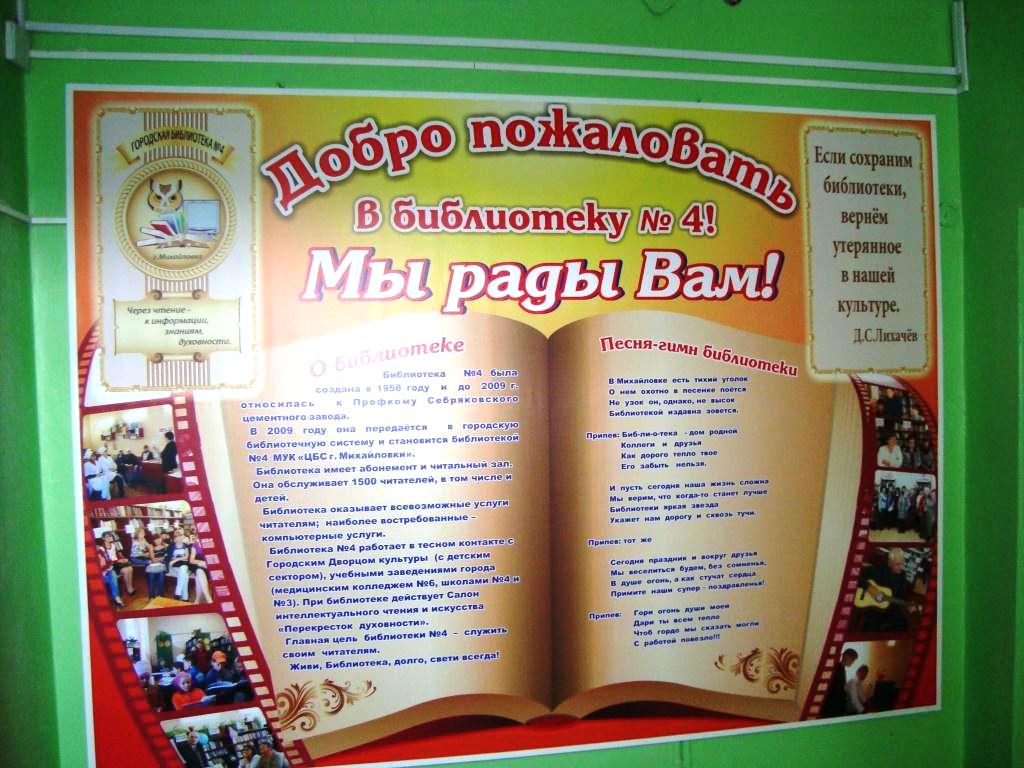 ГОРОДСКАЯ БИБЛИОТЕКА №4
г.Михайловка
Через чтение -
к информации,
знаниям,
духовности.
Добро пожаловать
в библиотеку № 4!
Мы рады Вам!
Если сохраним
библиотеки,
вернём
утерянное
в нашей
культуре.
Д.С.Лихачёв
О библиотеке
Библиотека №4 была
создана в 1958 году и до 2009 г.
относилась к Профкому Себряковского
цементного завода.
В 2009 году она передаётся в городскую
библиотечную систему и становится библиотекой
№4 МУК «ЦБС г. Михайловки».
Библиотека имеет абонемент и читальный зал.
Она обслуживает 1500 читателей, в том числе и
детей.
Библиотека оказывает всевозможные услуги
читателям; наиболее востребованные –
компьютерные услуги.
Библиотека №4 работает в тесном контакте с
Городским Дворцом культуры (с детским
сектором), учебными заведениями города
(медицинским колледжем №6, школами №4 и
№3). При библиотеке действует Салон
интеллектуального чтения и искусства
«Перекресток духовности».
Главная цель библиотеки №4 – служить
своим читателям.
Живи, Библиотека, долго, свети всегда!
Песня-гимн библиотеки
В Михайловке есть тихий уголок
О нем охотно в песенке поётся
Не узок он, однако, не высок
Библиотекой издавна зовется.
Припев: Биб-ли-о-тека - дом родной
Коллеги и друзья
Как дорого тепло твое
Его забыть нельзя.
И пусть сегодня наша жизнь сложна
Мы верим, что когда-то станет лучше
Библиотеки яркая звезда
Укажет нам дорогу и сквозь тучи.
Припев: тот же
Сегодня праздник и вокруг друзья
Мы веселиться будем, без сомненья,
В душе огонь, а как стучат сердца
Примите наши супер - поздравленья!
Припев: Гори огонь души моей
Дари ты всем тепло
Чтоб гордо мы сказать могли
С работой повезло!!!